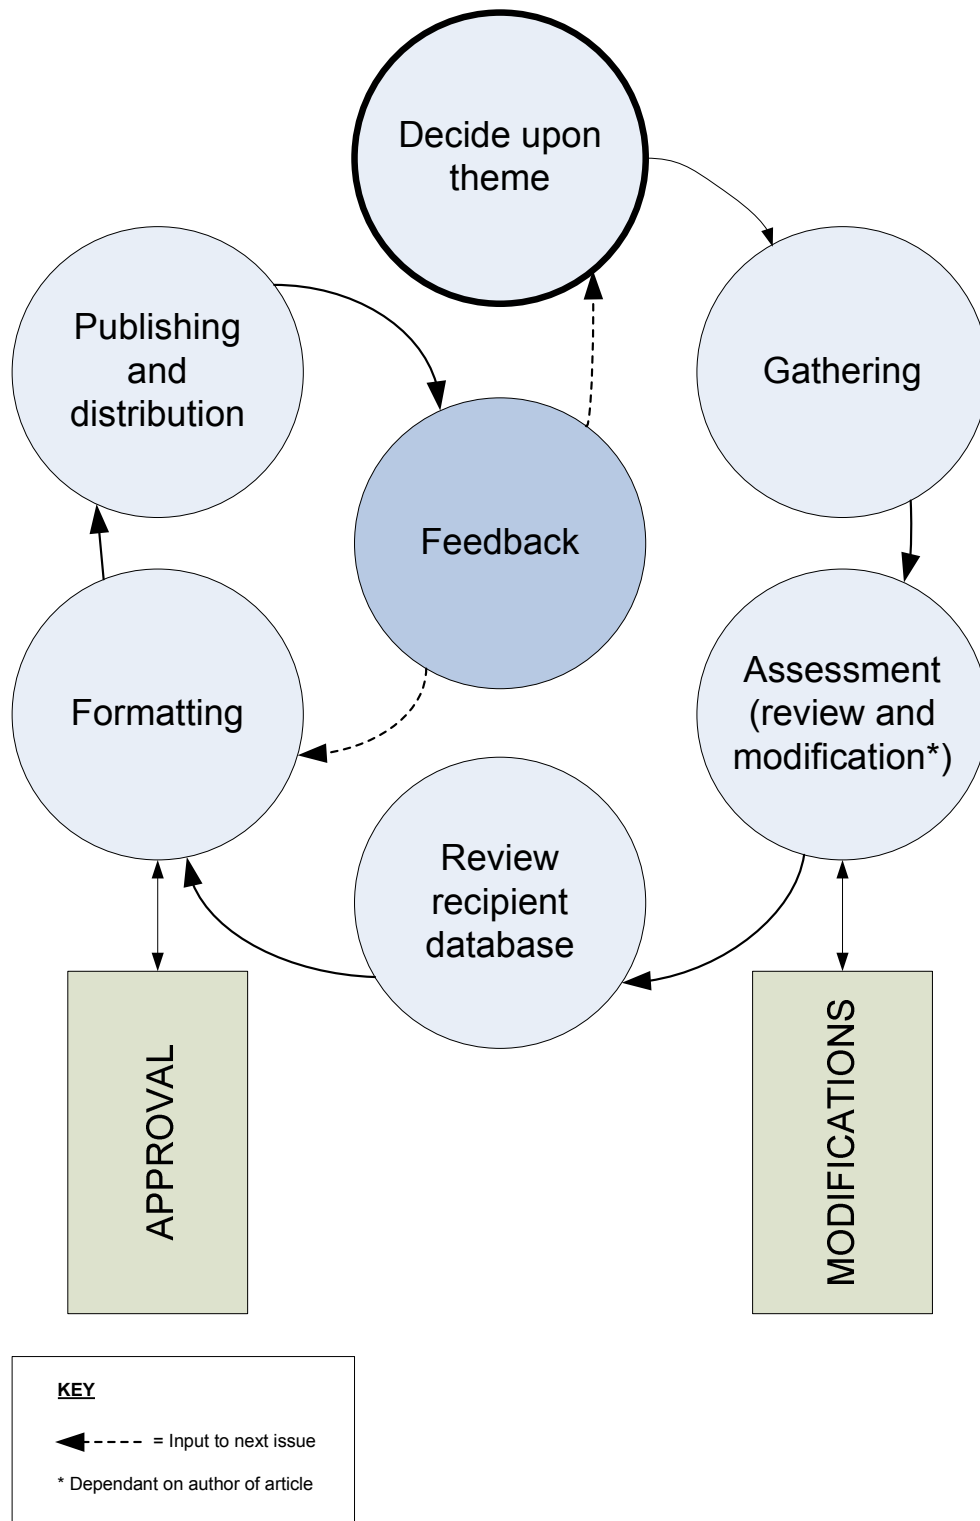 Decide upon
theme
Publishing
and
distribution
Gathering
Feedback
Assessment
(review and
modification*)
Formatting
Review
recipient
database
APPROVAL
MODIFICATIONS
KEY
= Input to next issue
* Dependant on author of article